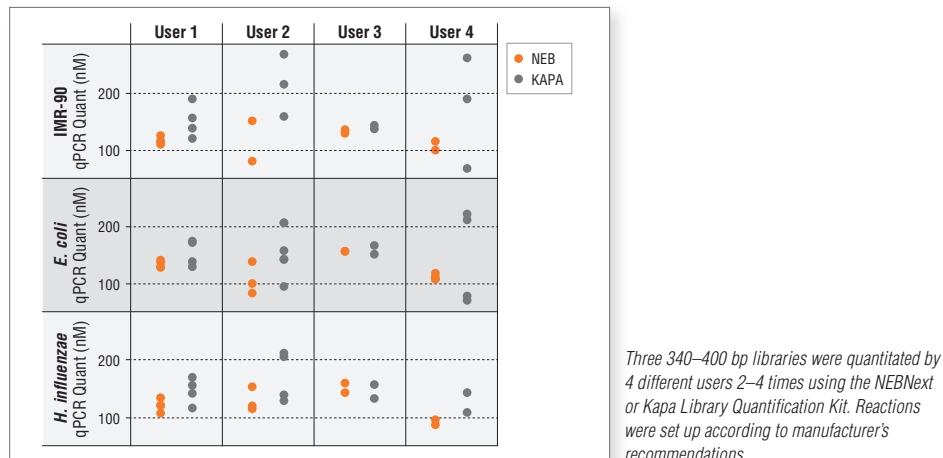 User 1 User 2 User 3 User 4
NEB
KAPA
IMR-90
qPCR Quant (nM)
200
100
E. coli
qPCR Quant (nM)
200
100
H. influenzae
qPCR Quant (nM)
200
100
Three 340–400 bp libraries were quantitated by
4 different users 2–4 times using the NEBNext
or Kapa Library Quantification Kit. Reactions
were set up according to manufacturer's
recommendations